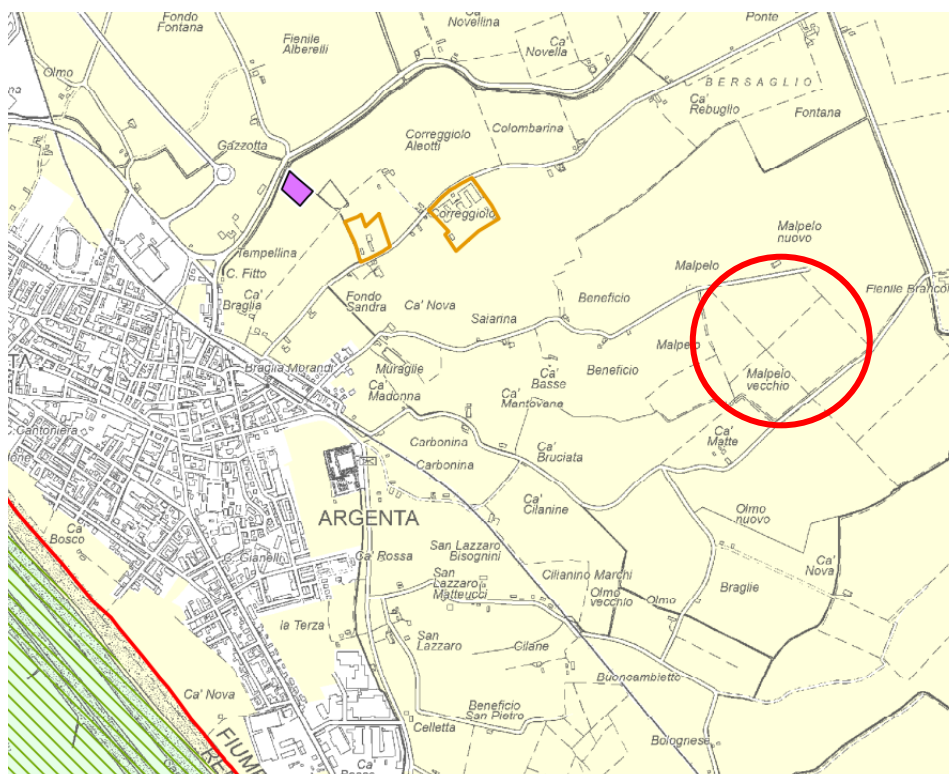 Fondo
Fontana
Fienile
Alberelli
Ca'
Novellina
Ca'
Novella
Ponte
Olmo
BERSAGLIO
Ca'
Rebuglio
Fontana
Gazzotta
Correggiolo
Aleotti
Colombarina
Correggiolo
Tempellina
C. Fitto
Ca'
Braglia
Fondo
Sandra
Ca' Nova
Saiarina
Beneficio
Malpelo
Malpelo
nuovo
Fienile Branco
Malpelo
Malpelo
vecchio
Braglia Morandi
Muraglie
Ca'
Madonna
Ca'
Basse
Beneficio
Ca'
Mantovana
Ca'
Matte
Cantoniera
Carbonina
Carbonina
Ca'
Bruciata
Ca'
Cilanine
Olmo
nuovo
ARGENTA
Ca'
Bosco
C. Gianella
Ca' Rossa
San Lazzaro
Bisognini
San
Lazzaro
Matteucci
Cilianino Marchi
Olmo
vecchio
Olmo
Braglie
Ca'
Nova
la Terza
San
Lazzaro
Cilane
Buoncambietto
Ca' Nova
Beneficio
San Pietro
Celletta
Bolognese
FIUME
Ca'